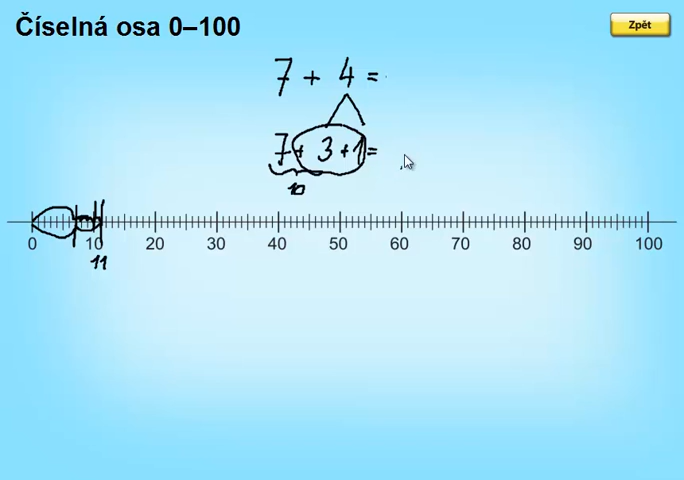 Číselná osa 0–100
Zpět
7 + 4 =
7 + 3 + 1 =
10
0 10 20 30 40 50 60 70 80 90 100
11